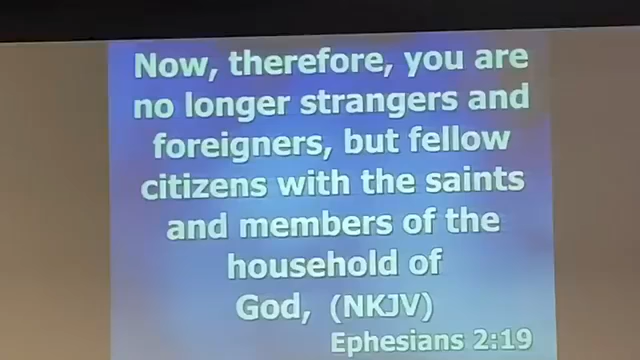 Now, therefore, you are
no longer strangers and
foreigners, but fellow
citizens with the saints
and members of the
household of
God, (NKJV)
Ephesians 2:19